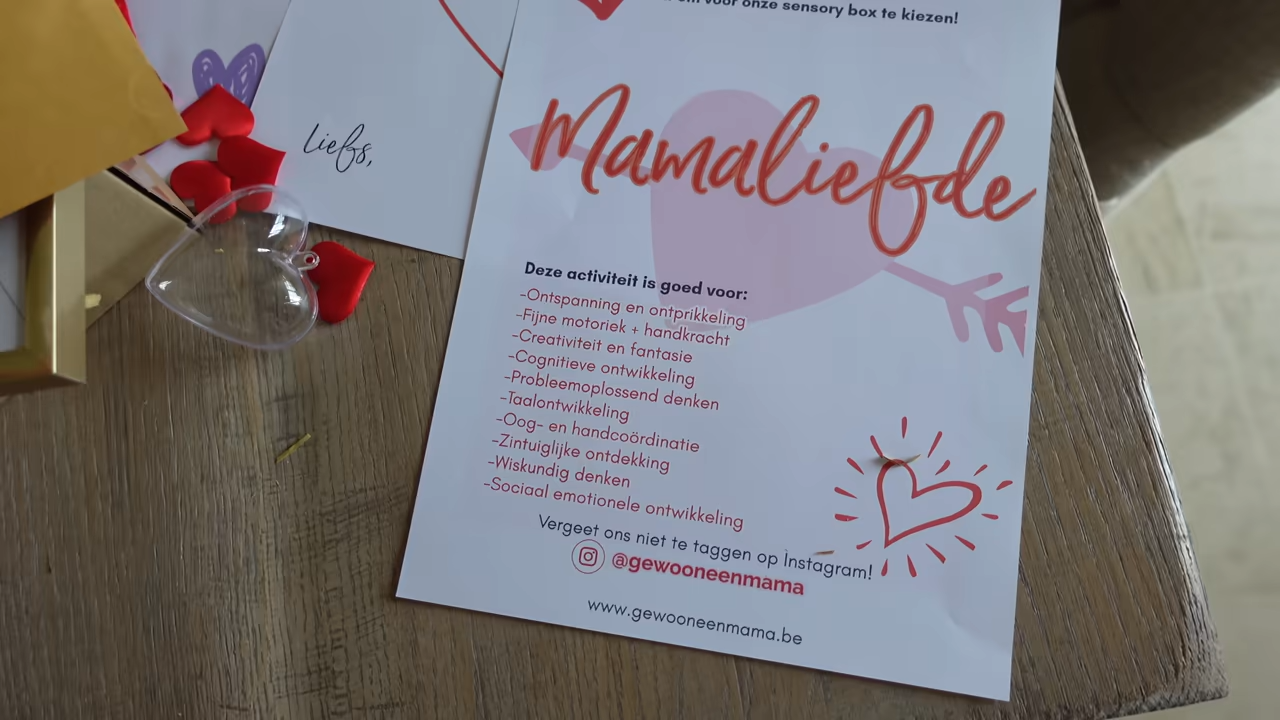 voor onze sensory box te kiezen!
Liefs,
Mamaliefde
Deze activiteit is goed voor:
-Ontspanning en ontprikkeling
-Fijne motoriek + handkracht
-Creativiteit en fantasie
-Cognitieve ontwikkeling
-Probleemoplossend denken
-Taalontwikkeling
-Oog- en handcoördinatie
-Zintuiglijke ontdekking
-Wiskundig denken
-Sociaal emotionele ontwikkeling
Vergeet ons niet te taggen op Instagram!
@gewooneenmama
www.gewooneenmama.be